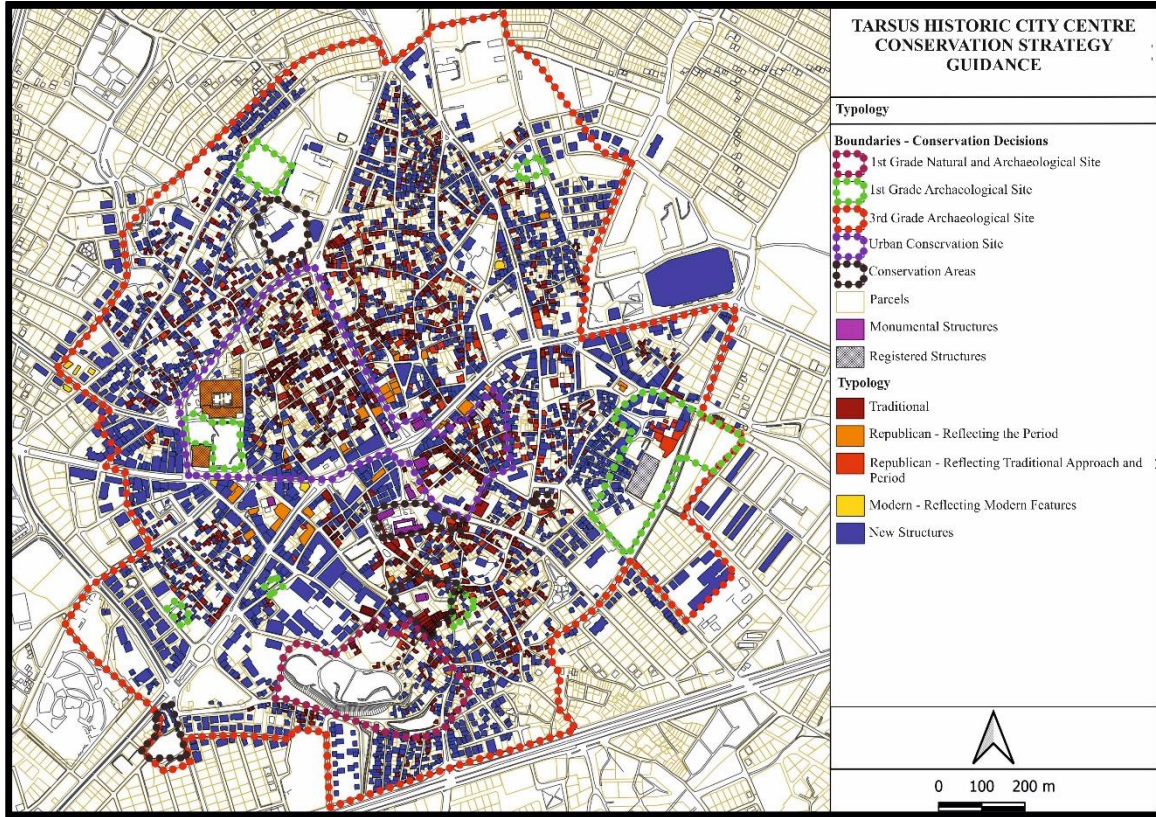 TARSUS HISTORIC CITY CENTRE
CONSERVATION STRATEGY
GUIDANCE
Typology
Boundaries - Conservation Decisions
1st Grade Natural and Archaeological Site
1st Grade Archaeological Site
3rd Grade Archaeological Site
Urban Conservation Site
Conservation Areas
Parcels
Monumental Structures
Registered Structures
Typology
Traditional
Republican - Reflecting the Period
Republican - Reflecting Traditional Approach and
Period
Modern - Reflecting Modern Features
New Structures
0 100 200 m